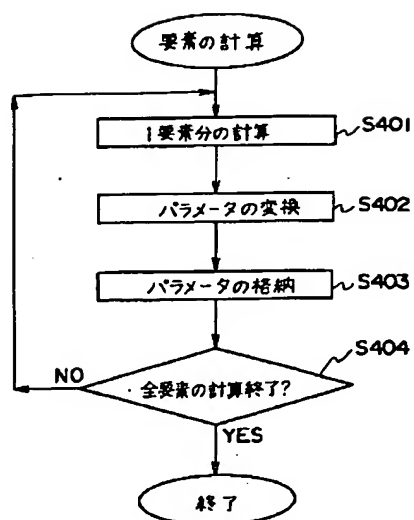 要素の計算
1要素分の計算
S401
パラメータの変換
S402
パラメータの格納
S403
S404
全要素の計算終了?
NO
YES
終了